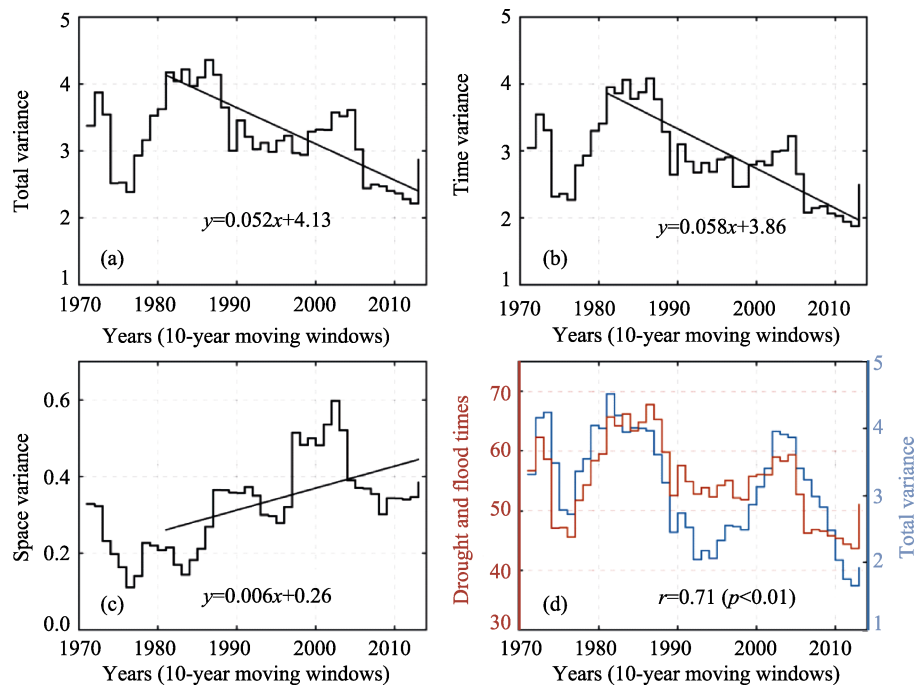 5
4
3
2
1
Total variance
y=0.052x+4.13
(a)
1970 1980 1990 2000 2010
Years (10-year moving windows)
5
4
3
2
1
Time variance
y=0.058x+3.86
(b)
1970 1980 1990 2000 2010
Years (10-year moving windows)
0.6
0.4
0.2
0.0
Space variance
y=0.006x+0.26
(c)
1970 1980 1990 2000 2010
Years (10-year moving windows)
70
60
50
40
30
Drought and flood times
5
4
3
2
1
Total variance
r=0.71 (p<0.01)
(d)
1970 1980 1990 2000 2010
Years (10-year moving windows)